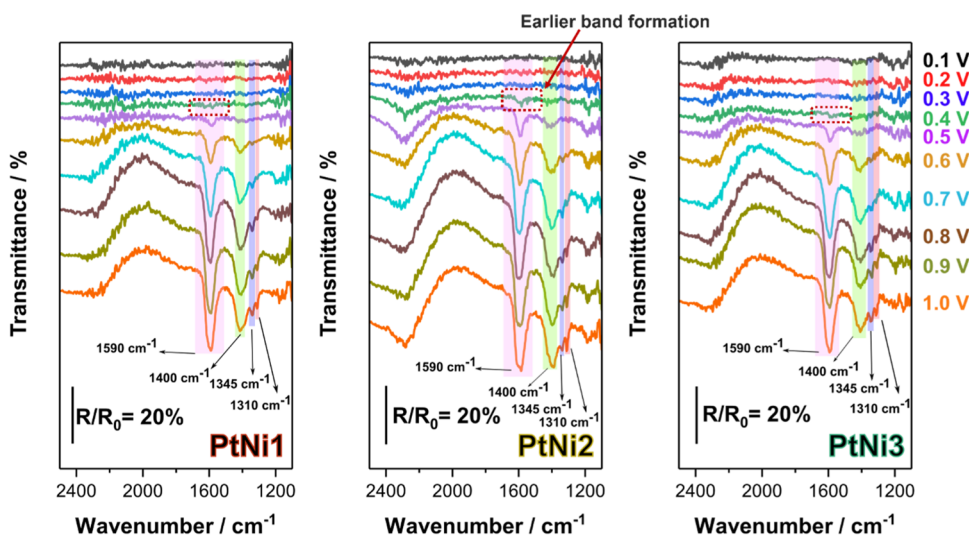 Earlier band formation
Transmittance / %
1590 cm⁻¹
1400 cm⁻¹
1345 cm⁻¹
1310 cm⁻¹
R/R₀= 20%
PtNi1
2400 2000 1600 1200
Wavenumber / cm⁻¹
Transmittance / %
1590 cm⁻¹
1400 cm⁻¹
1345 cm⁻¹
1310 cm⁻¹
R/R₀= 20%
PtNi2
2400 2000 1600 1200
Wavenumber / cm⁻¹
Transmittance / %
1590 cm⁻¹
1400 cm⁻¹
1345 cm⁻¹
1310 cm⁻¹
R/R₀= 20%
PtNi3
2400 2000 1600 1200
Wavenumber / cm⁻¹
0.1 V
0.2 V
0.3 V
0.4 V
0.5 V
0.6 V
0.7 V
0.8 V
0.9 V
1.0 V